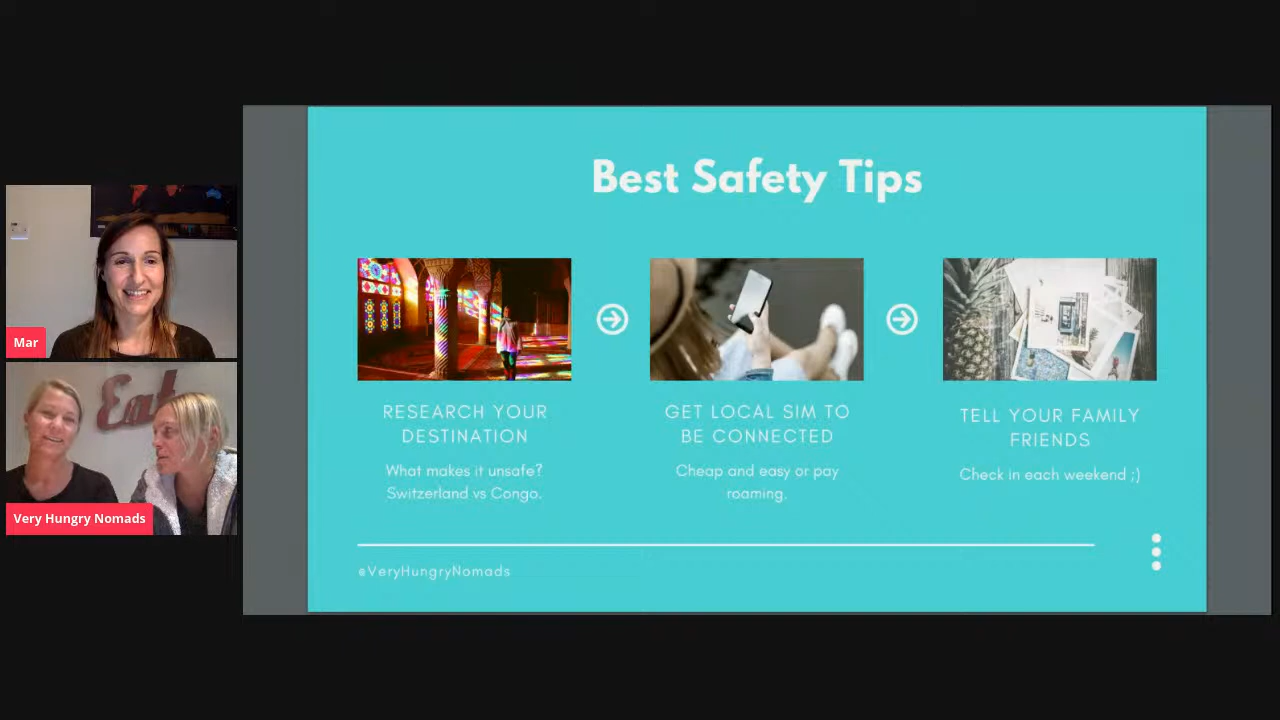 Best Safety Tips
RESEARCH YOUR
DESTINATION
What makes it unsafe?
Switzerland vs Congo.
GET LOCAL SIM TO
BE CONNECTED
Cheap and easy or pay
roaming.
TELL YOUR FAMILY
FRIENDS
Check in each weekend ;)
@VeryHungryNomads
Mar
Eat
Very Hungry Nomads